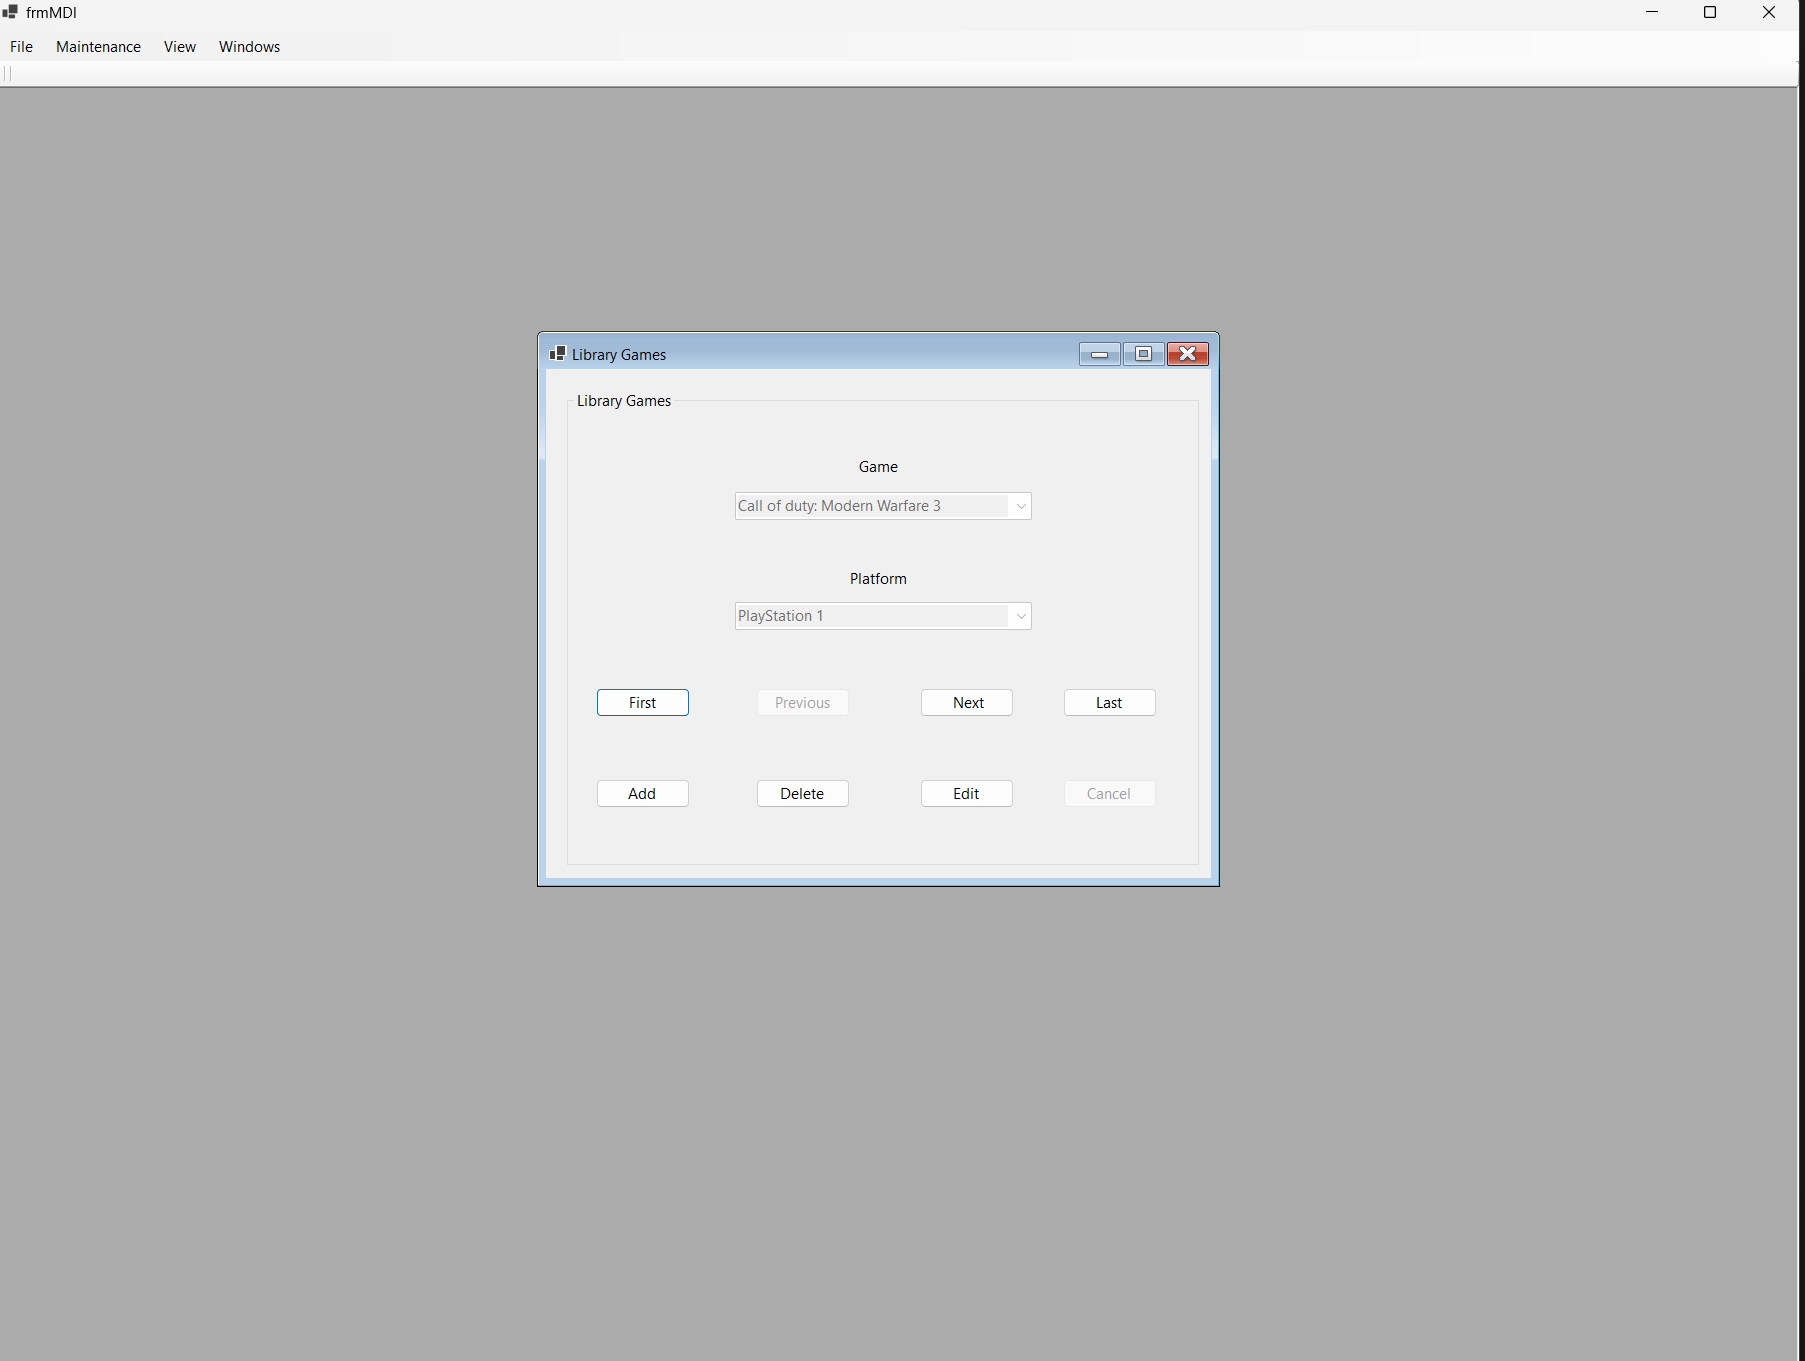 frmMDI
File Maintenance View Windows
Library Games
Library Games
Game
Call of duty: Modern Warfare 3
Platform
PlayStation 1
First Previous Next Last
Add Delete Edit Cancel